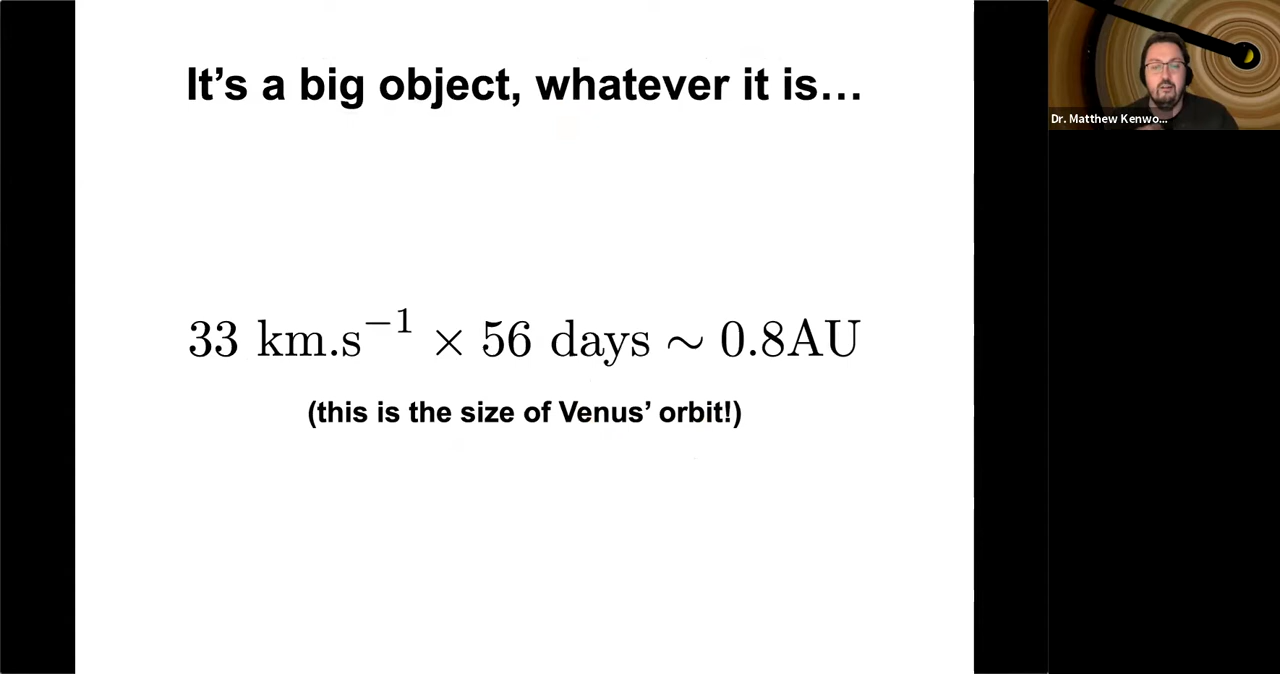 It’s a big object, whatever it is…
33 km.s⁻¹ × 56 days ∼ 0.8AU
(this is the size of Venus’ orbit!)
Dr. Matthew Kenwo...